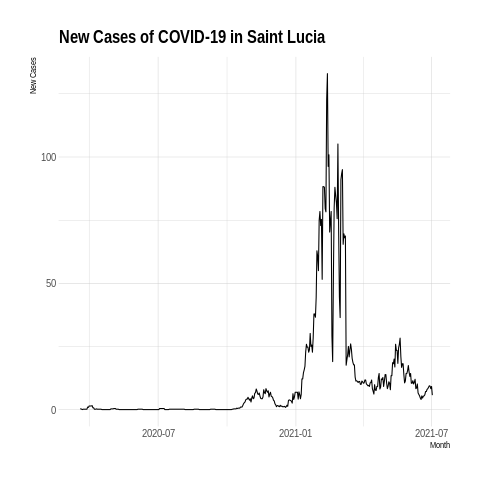 New Cases of COVID-19 in Saint Lucia
New Cases
100
50
0
2020-07
2021-01
2021-07
Month